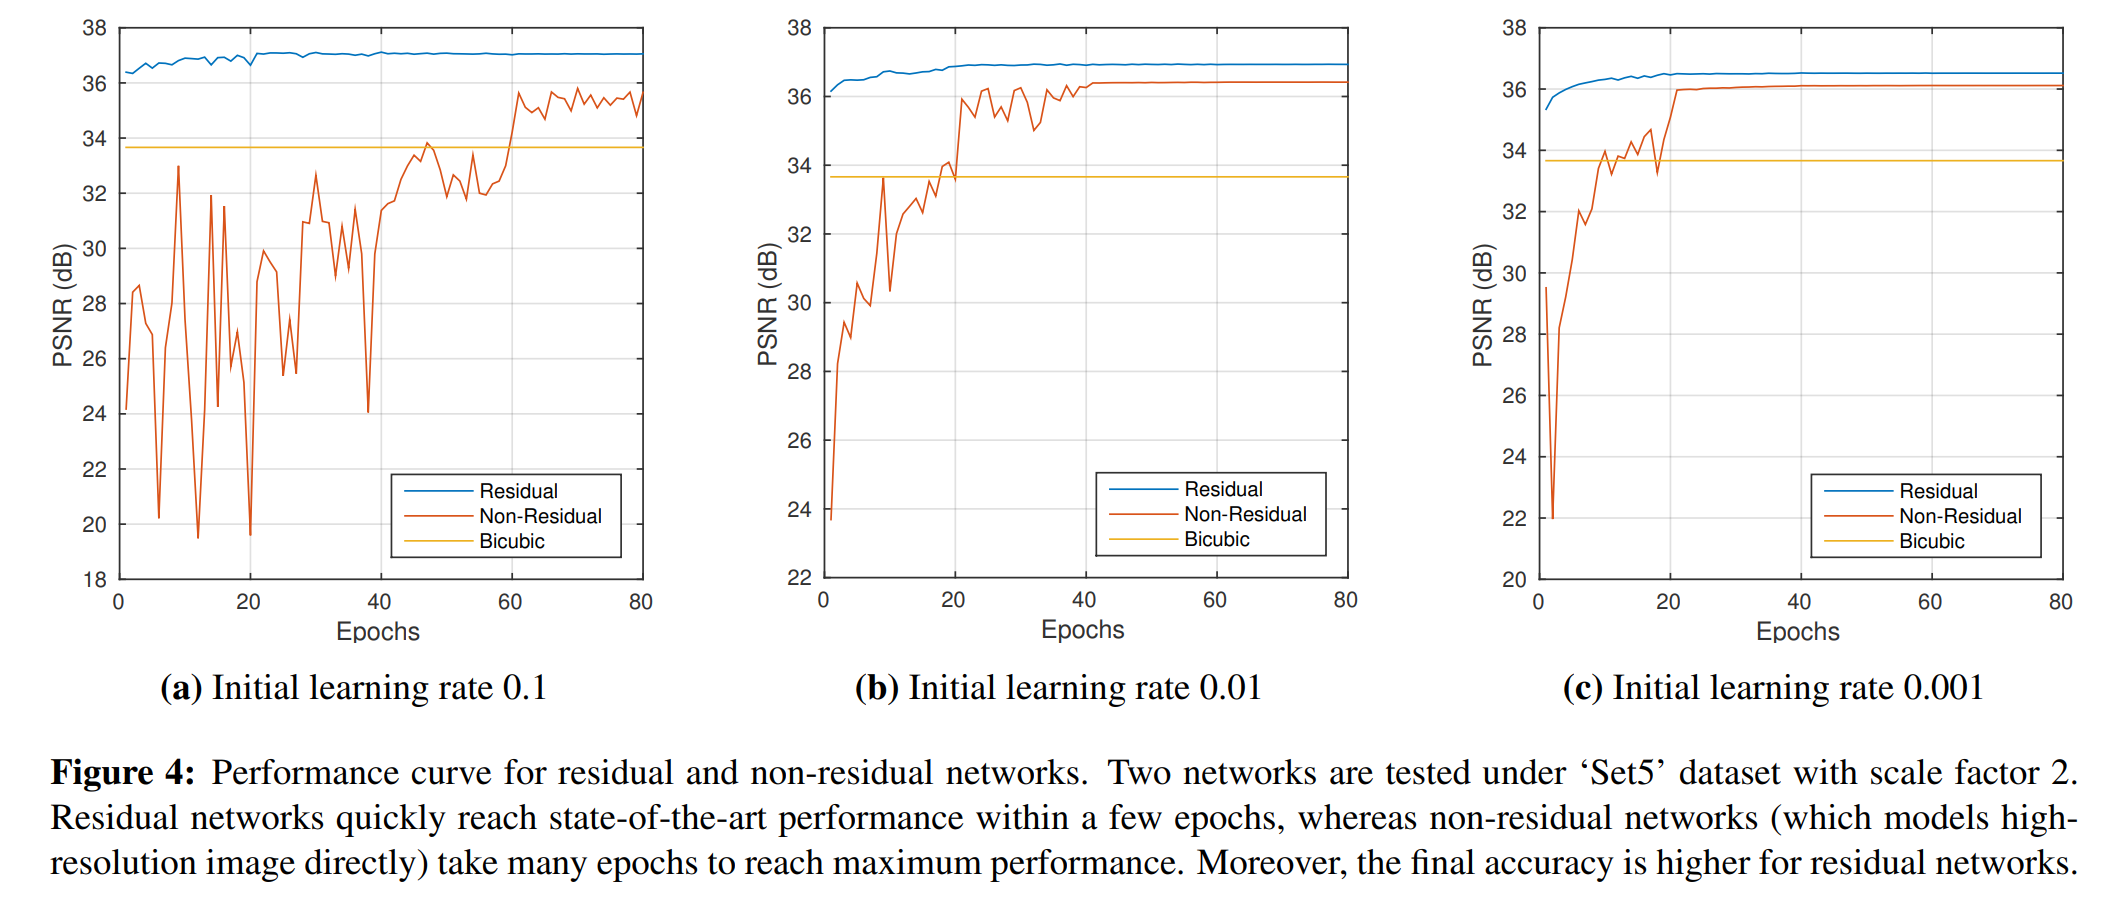 38
36
34
32
30
28
26
24
22
20
18
PSNR (dB)
0 20 40 60 80
Epochs
Residual
Non-Residual
Bicubic
(a) Initial learning rate 0.1
38
36
34
32
30
28
26
24
22
PSNR (dB)
0 20 40 60 80
Epochs
Residual
Non-Residual
Bicubic
(b) Initial learning rate 0.01
38
36
34
32
30
28
26
24
22
20
PSNR (dB)
0 20 40 60 80
Epochs
Residual
Non-Residual
Bicubic
(c) Initial learning rate 0.001
Figure 4: Performance curve for residual and non-residual networks. Two networks are tested under ‘Set5’ dataset with scale factor 2.
Residual networks quickly reach state-of-the-art performance within a few epochs, whereas non-residual networks (which models high-
resolution image directly) take many epochs to reach maximum performance. Moreover, the final accuracy is higher for residual networks.